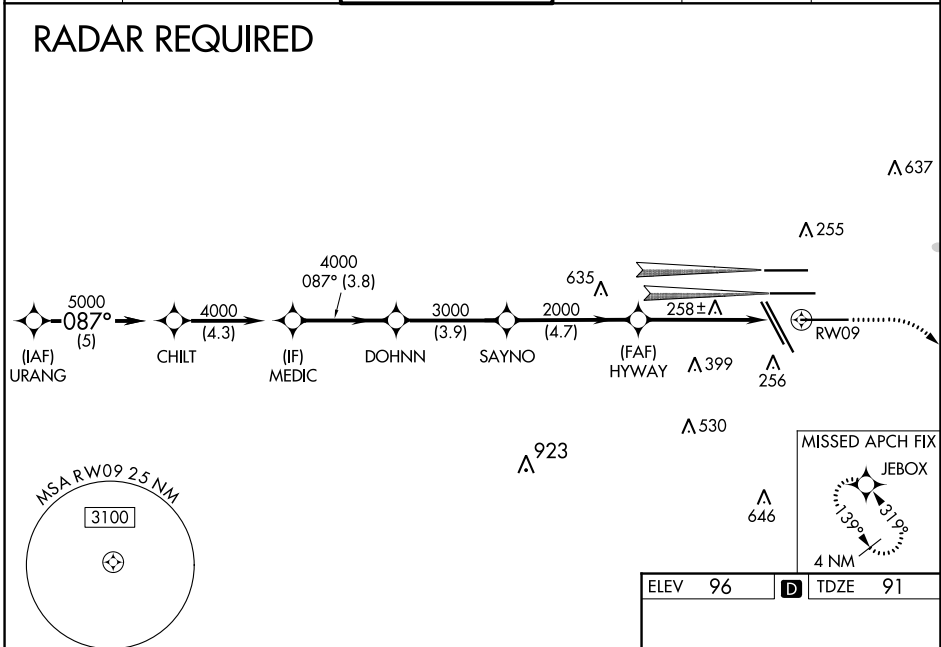 RADAR REQUIRED
637
255
4000
087° (3.8)
635
5000
087°
(5)
4000
(4.3)
3000
(3.9)
2000
(4.7)
258±
RW09
(IAF)
URANG
CHILT
(IF)
MEDIC
DOHNN
SAYNO
(FAF)
HYWAY
399
256
530
923
646
MISSED APCH FIX
JEBOX
139°
319°
4 NM
MSA RW09 25 NM
3100
ELEV 96 D TDZE 91